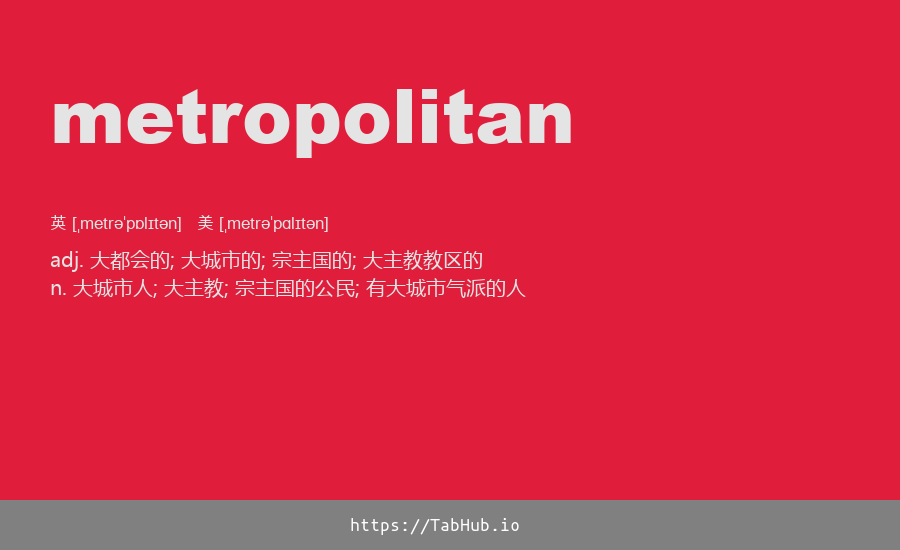 metropolitan
英 [ˌmetrəˈpɒlɪtən] 美 [ˌmetrəˈpɑlɪtən]
adj. 大都会的; 大城市的; 宗主国的; 大主教教区的
n. 大城市人; 大主教; 宗主国的公民; 有大城市气派的人
https://TabHub.io